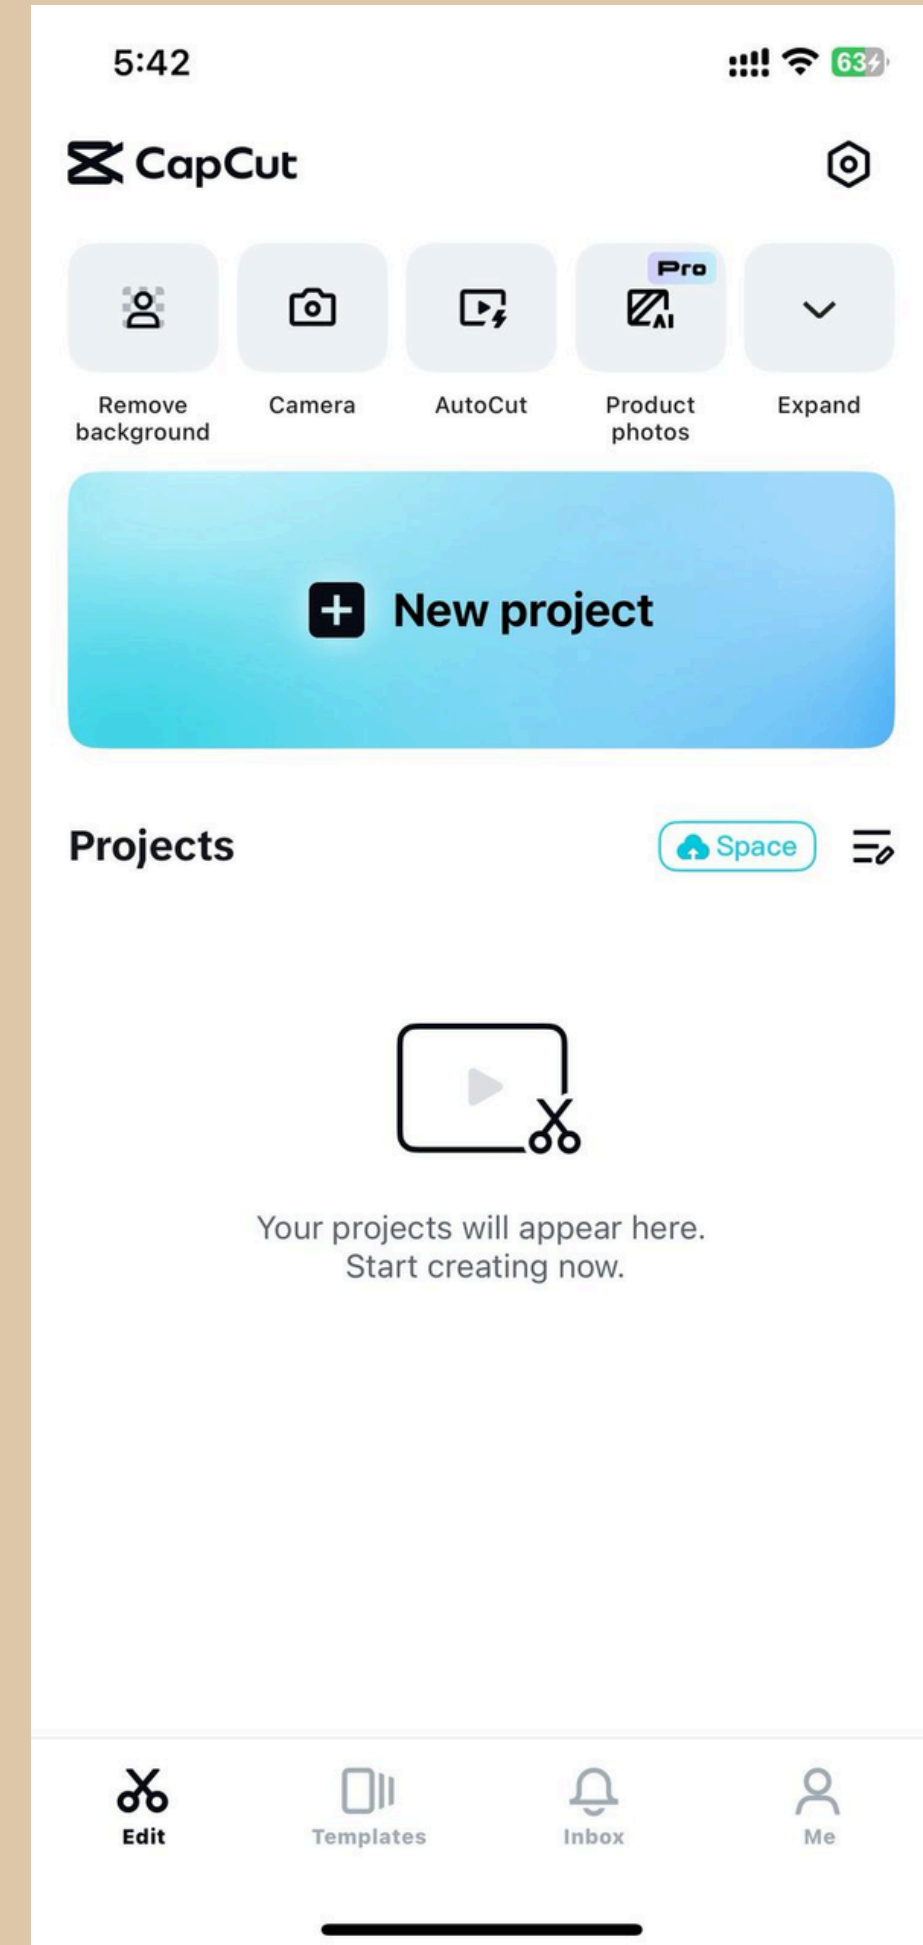 5:42
63
CapCut
Pro
AI
Remove
background
Camera
AutoCut
Product
photos
Expand
New project
Projects
Space
Your projects will appear here.
Start creating now.
Edit
Templates
Inbox
Me